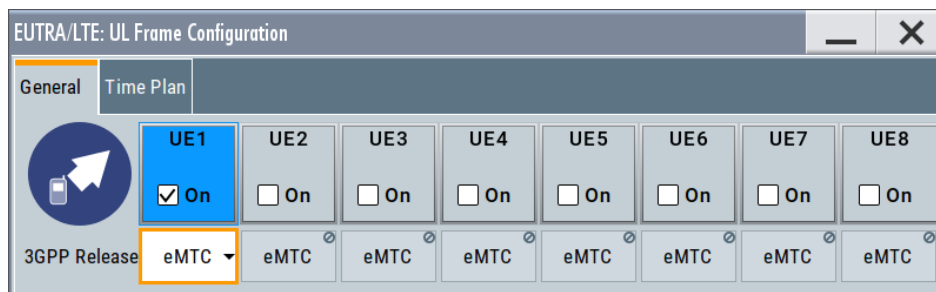 EUTRA/LTE: UL Frame Configuration
General Time Plan
UE1 UE2 UE3 UE4 UE5 UE6 UE7 UE8
On On On On On On On On
3GPP Release eMTC eMTC eMTC eMTC eMTC eMTC eMTC eMTC